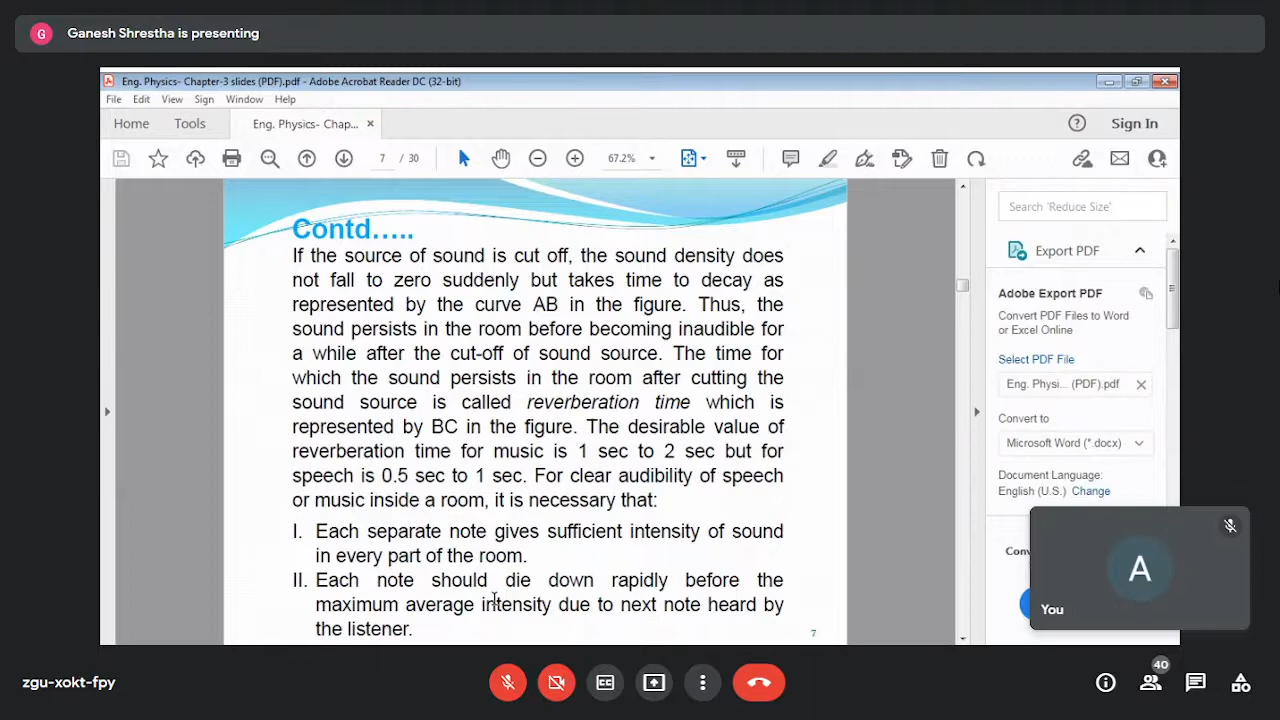 G Ganesh Shrestha is presenting
Eng. Physics- Chapter-3 slides (PDF).pdf - Adobe Acrobat Reader DC (32-bit)
File Edit View Sign Window Help
Home Tools Eng. Physics- Chap... × ? Sign In
7 / 30 67.2%
Contd…..
If the source of sound is cut off, the sound density does
not fall to zero suddenly but takes time to decay as
represented by the curve AB in the figure. Thus, the
sound persists in the room before becoming inaudible for
a while after the cut-off of sound source. The time for
which the sound persists in the room after cutting the
sound source is called reverberation time which is
represented by BC in the figure. The desirable value of
reverberation time for music is 1 sec to 2 sec but for
speech is 0.5 sec to 1 sec. For clear audibility of speech
or music inside a room, it is necessary that:
I. Each separate note gives sufficient intensity of sound
in every part of the room.
II. Each note should die down rapidly before the
maximum average intensity due to next note heard by
the listener.
7
Search 'Reduce Size'
Export PDF
Adobe Export PDF
Convert PDF Files to Word
or Excel Online
Select PDF File
Eng. Physi... (PDF).pdf ×
Convert to
Microsoft Word (*.docx)
Document Language:
English (U.S.) Change
A
You
zgu-xokt-fpy
CC
40